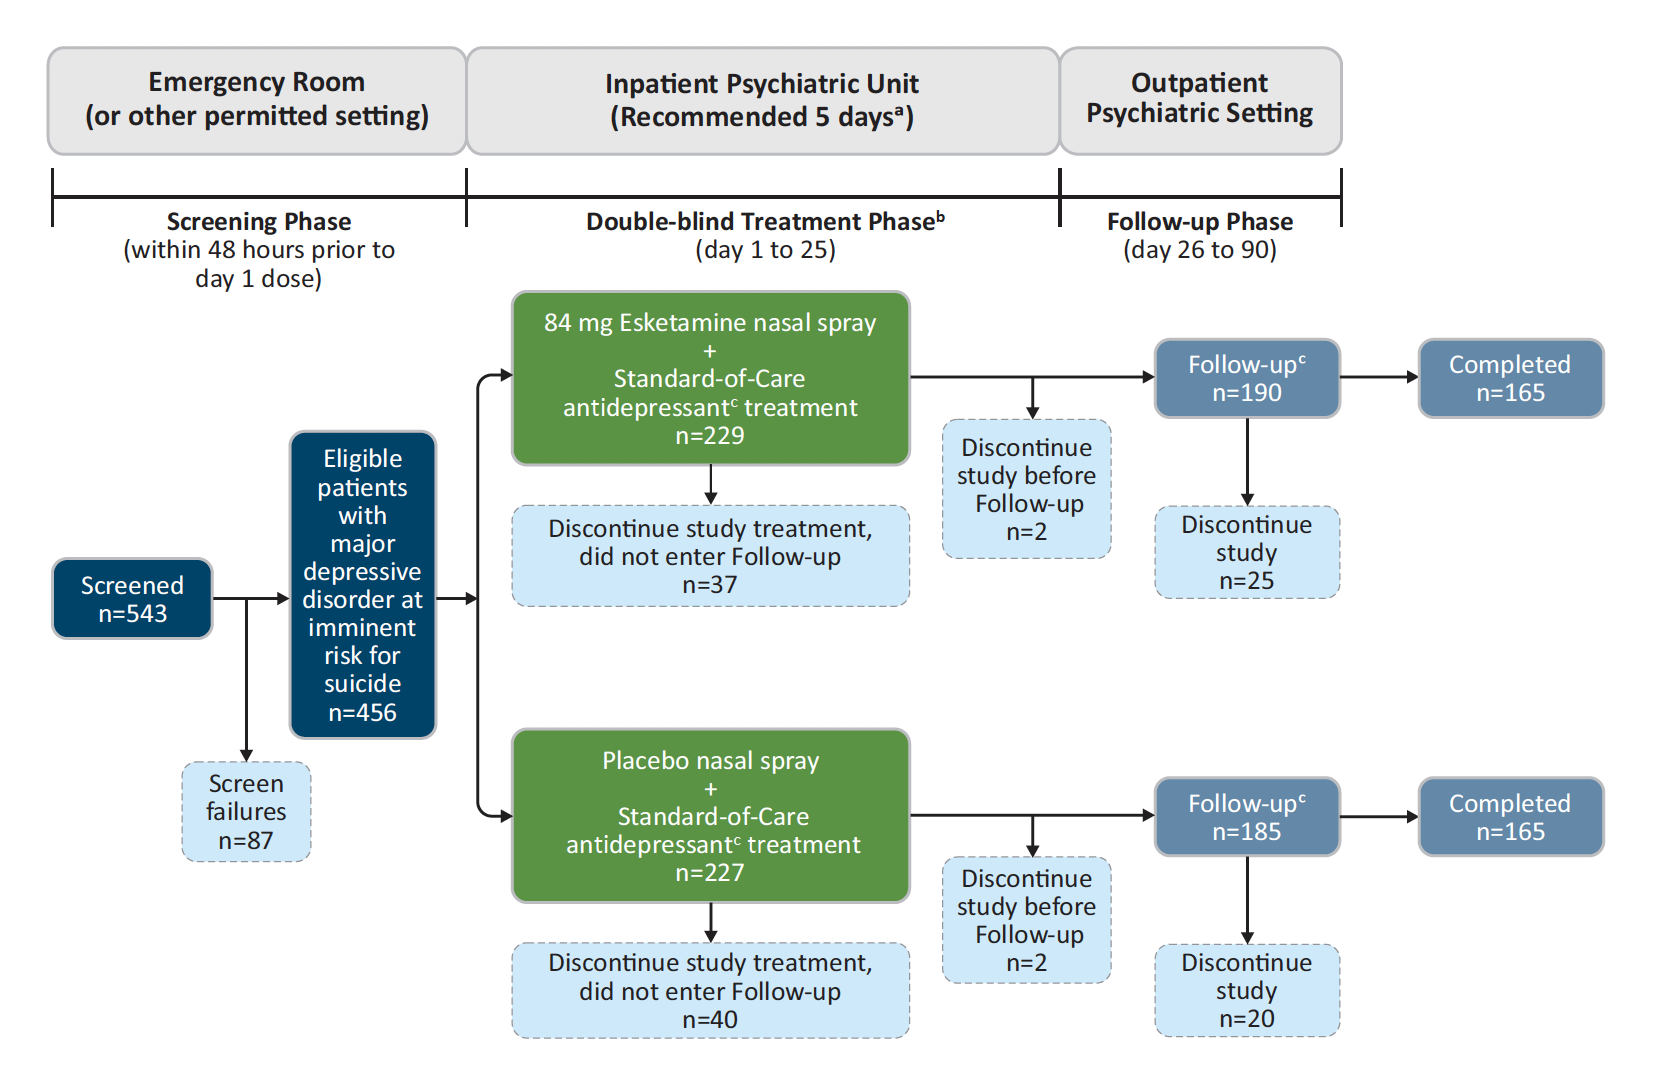 Emergency Room
(or other permitted setting)
Inpatient Psychiatric Unit
(Recommended 5 daysᵃ)
Outpatient
Psychiatric Setting
Screening Phase
(within 48 hours prior to
day 1 dose)
Double-blind Treatment Phaseᵇ
(day 1 to 25)
Follow-up Phase
(day 26 to 90)
Screened
n=543
Screen
failures
n=87
Eligible
patients
with
major
depressive
disorder at
imminent
risk for
suicide
n=456
84 mg Esketamine nasal spray
+
Standard-of-Care
antidepressantᶜ treatment
n=229
Discontinue study treatment,
did not enter Follow-up
n=37
Discontinue
study before
Follow-up
n=2
Follow-upᶜ
n=190
Discontinue
study
n=25
Completed
n=165
Placebo nasal spray
+
Standard-of-Care
antidepressantᶜ treatment
n=227
Discontinue study treatment,
did not enter Follow-up
n=40
Discontinue
study before
Follow-up
n=2
Follow-upᶜ
n=185
Discontinue
study
n=20
Completed
n=165